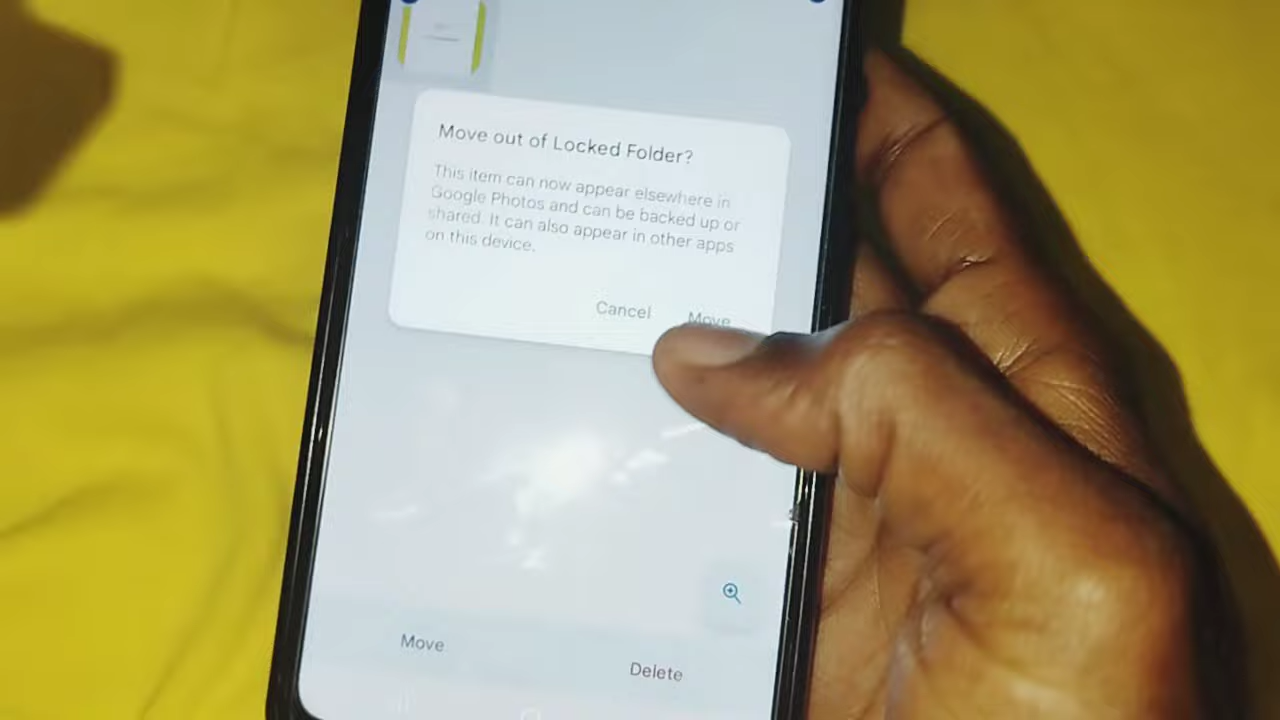 Move out of Locked Folder?
This item can now appear elsewhere in
Google Photos and can be backed up or
shared. It can also appear in other apps
on this device.
Cancel Move
Move
Delete